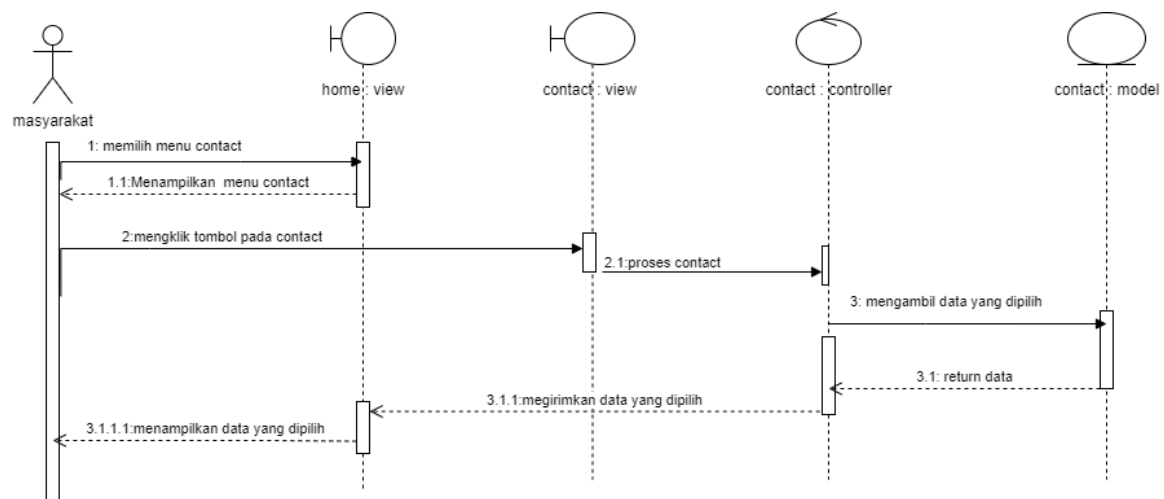 home : view
contact : view
contact : controller
contact : model
masyarakat
1: memilih menu contact
1.1:Menampilkan menu contact
2:mengklik tombol pada contact
2.1:proses contact
3: mengambil data yang dipilih
3.1: return data
3.1.1:megirimkan data yang dipilih
3.1.1.1:menampilkan data yang dipilih